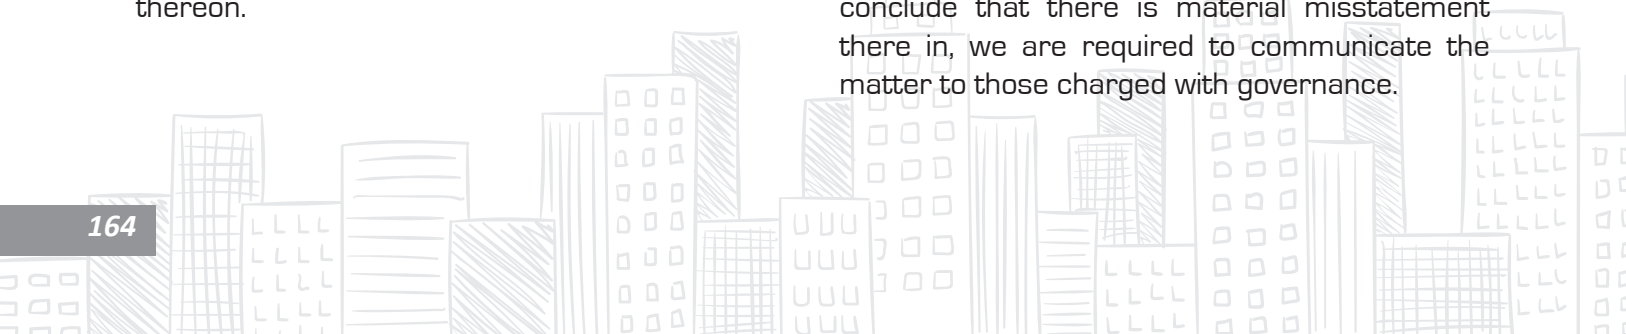 thereon.
conclude that there is material misstatement
there in, we are required to communicate the
matter to those charged with governance.
164